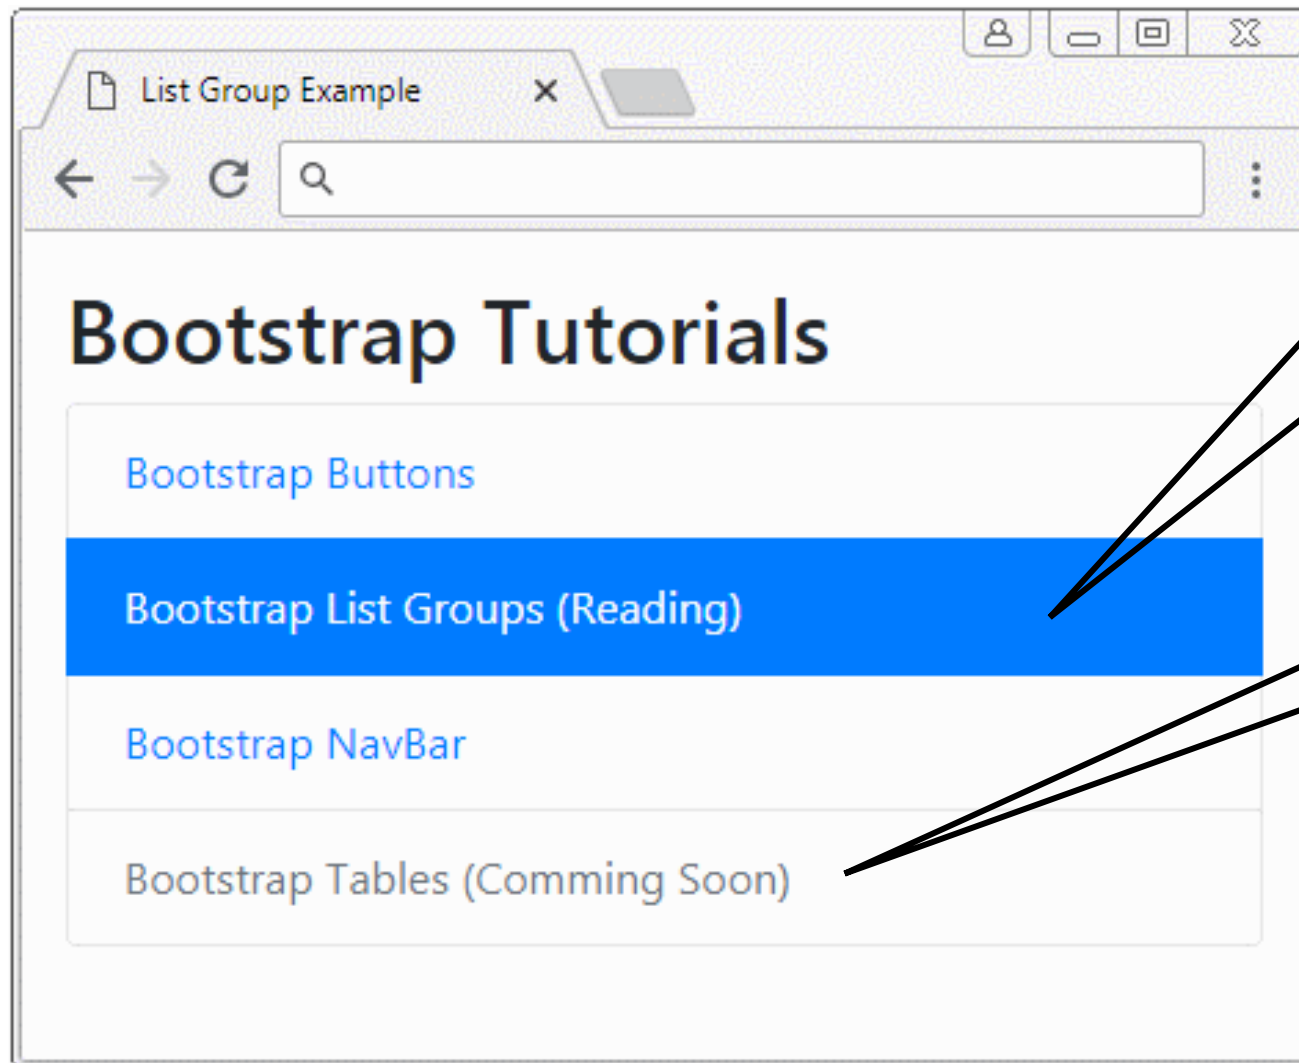 List Group Example
Bootstrap Tutorials
Bootstrap Buttons
Bootstrap List Groups (Reading)
Bootstrap NavBar
Bootstrap Tables (Comming Soon)